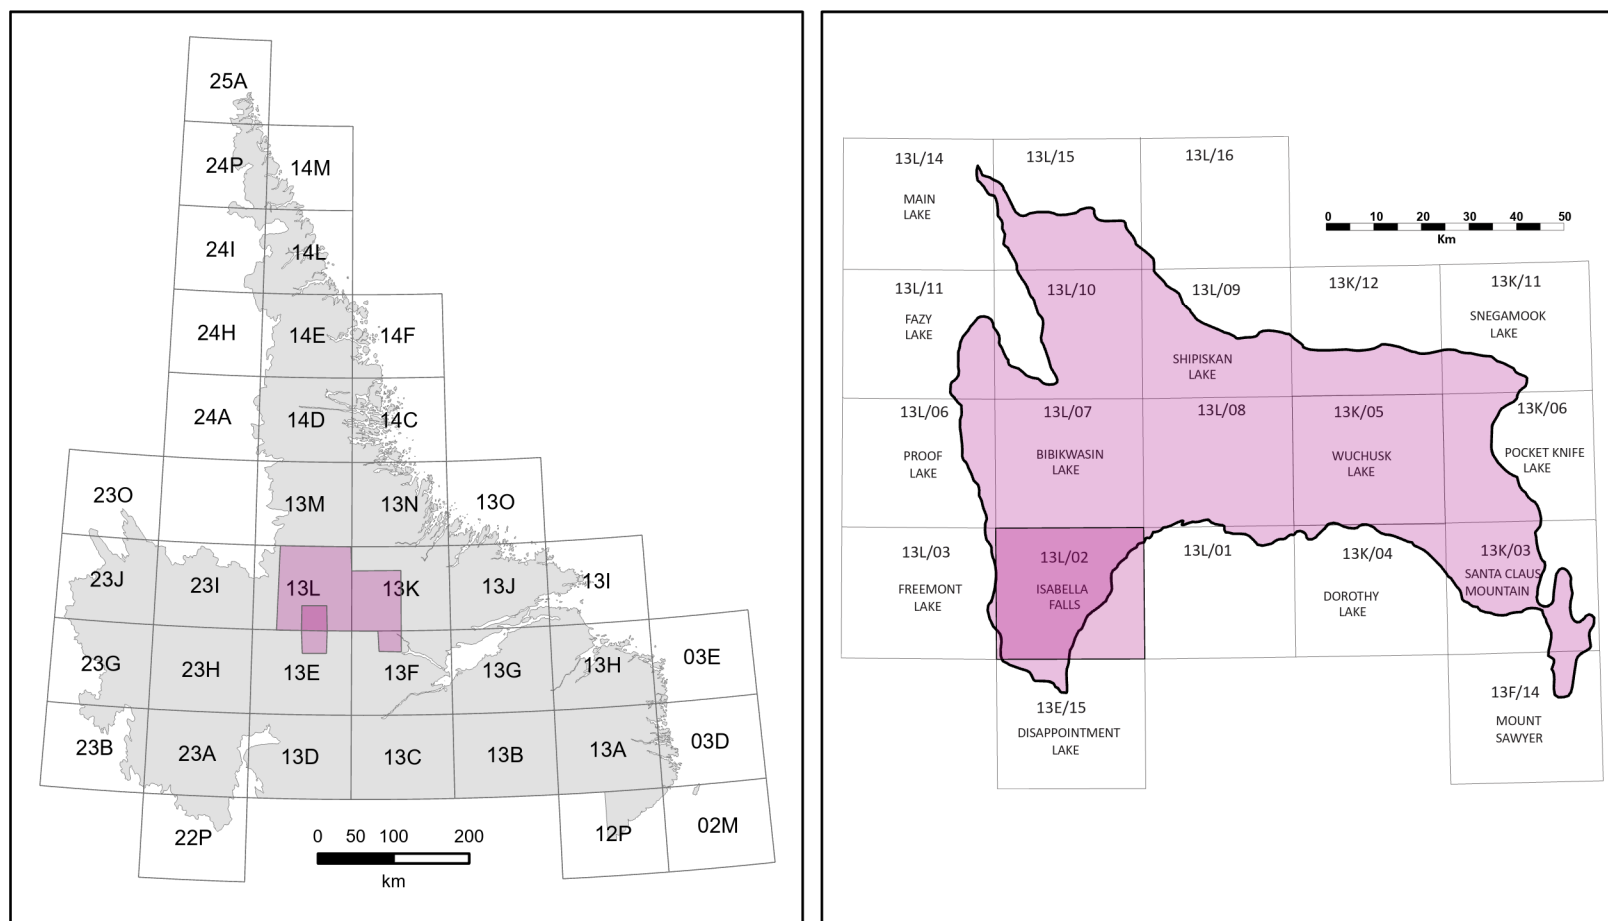 25A
24P
14M
24I
14L
24H
14E
14F
24A
14D
14C
23O
13M
13N
13O
23J
23I
13L
13K
13J
13I
23G
23H
13E
13F
13G
13H
03E
23B
23A
13D
13C
13B
13A
03D
22P
0 50 100 200
km
12P
02M
13L/14
MAIN
LAKE
13L/15
13L/16
0 10 20 30 40 50
Km
13L/11
FAZY
LAKE
13L/10
13L/09
SHIPISKAN
LAKE
13K/12
13K/11
SNEGAMOOK
LAKE
13L/06
PROOF
LAKE
13L/07
BIBIKWASIN
LAKE
13L/08
13K/05
WUCHUSK
LAKE
13K/06
POCKET KNIFE
LAKE
13L/03
FREEMONT
LAKE
13L/02
ISABELLA
FALLS
13L/01
13K/04
DOROTHY
LAKE
13K/03
SANTA CLAUS
MOUNTAIN
13E/15
DISAPPOINTMENT
LAKE
13F/14
MOUNT
SAWYER